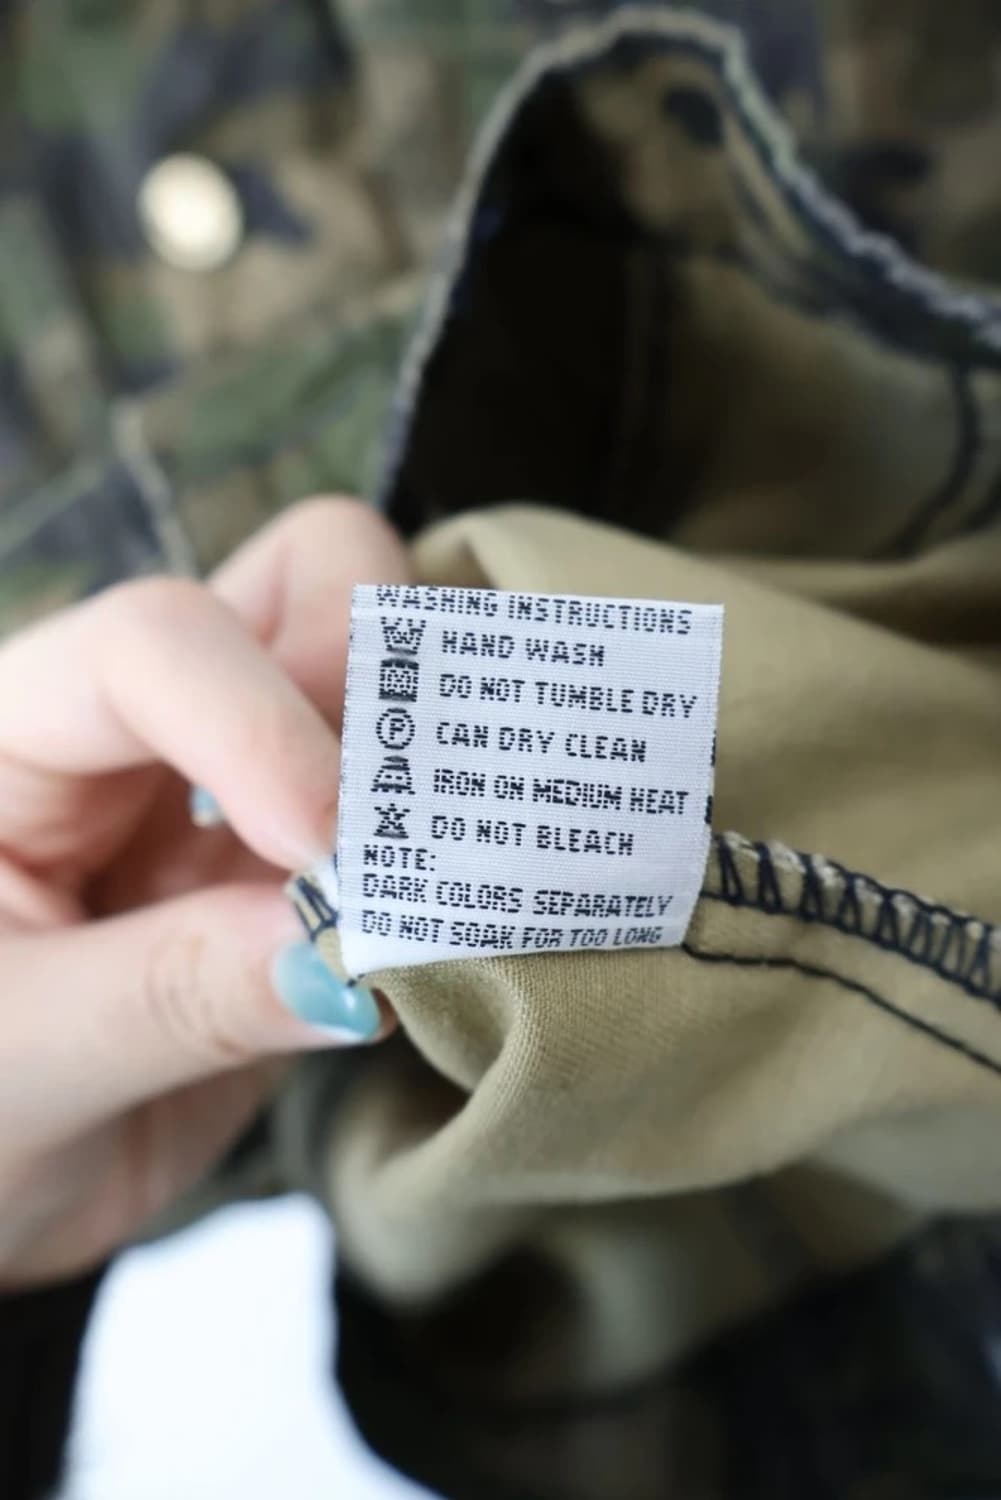 WASHING INSTRUCTIONS
HAND WASH
DO NOT TUMBLE DRY
P CAN DRY CLEAN
IRON ON MEDIUM HEAT
DO NOT BLEACH
NOTE:
DARK COLORS SEPARATELY
DO NOT SOAK FOR TOO LONG